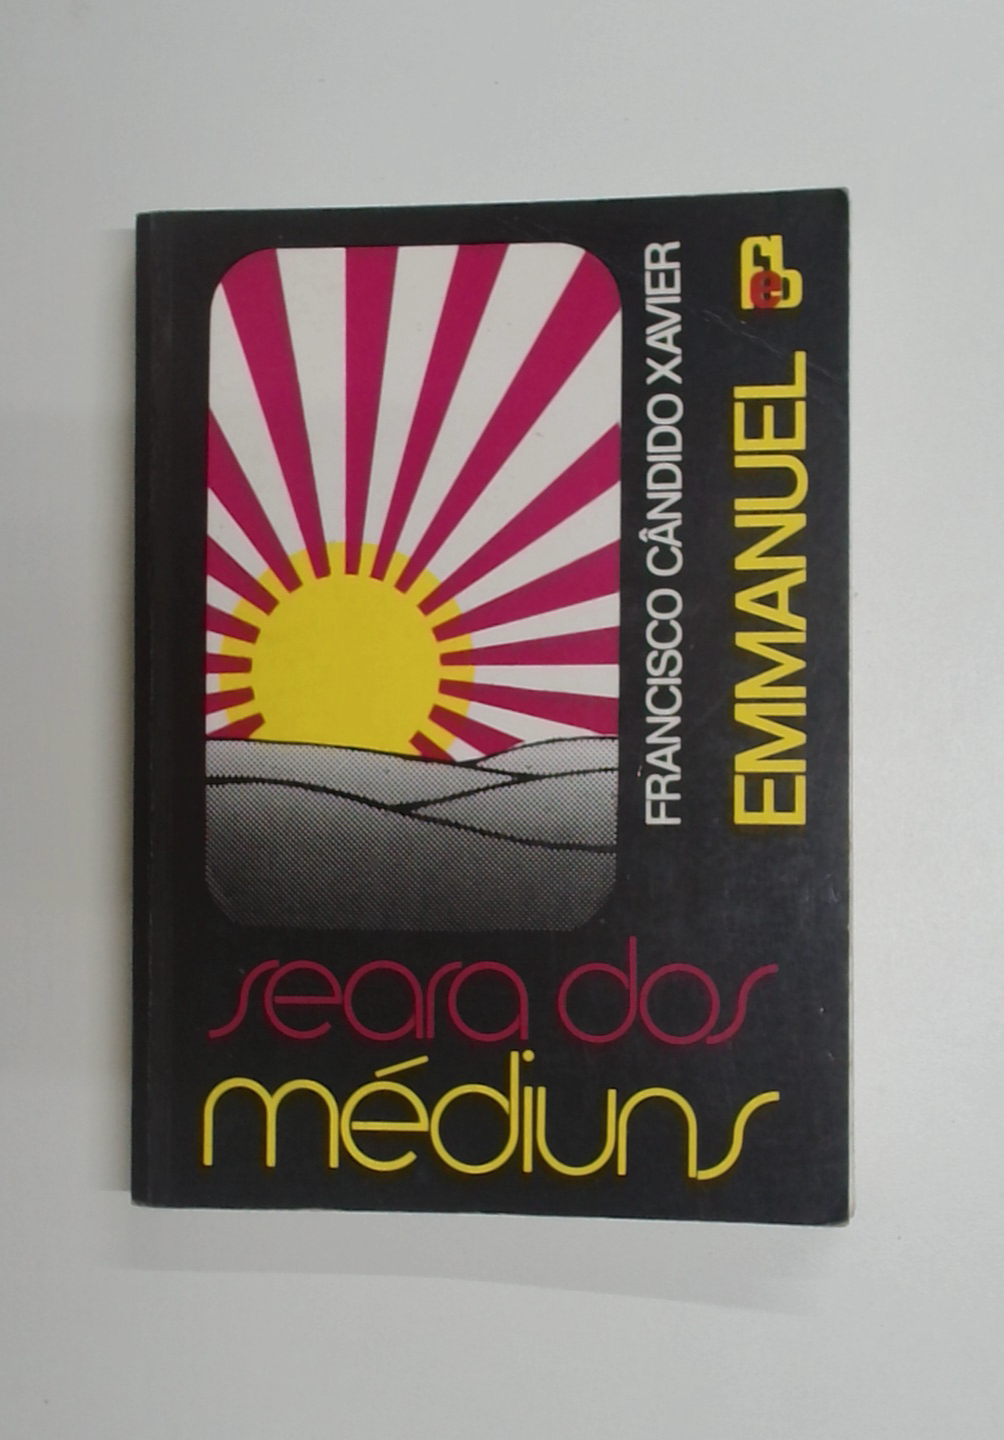 FRANCISCO CÂNDIDO XAVIER
EMMANUEL
seara dos
médiuns